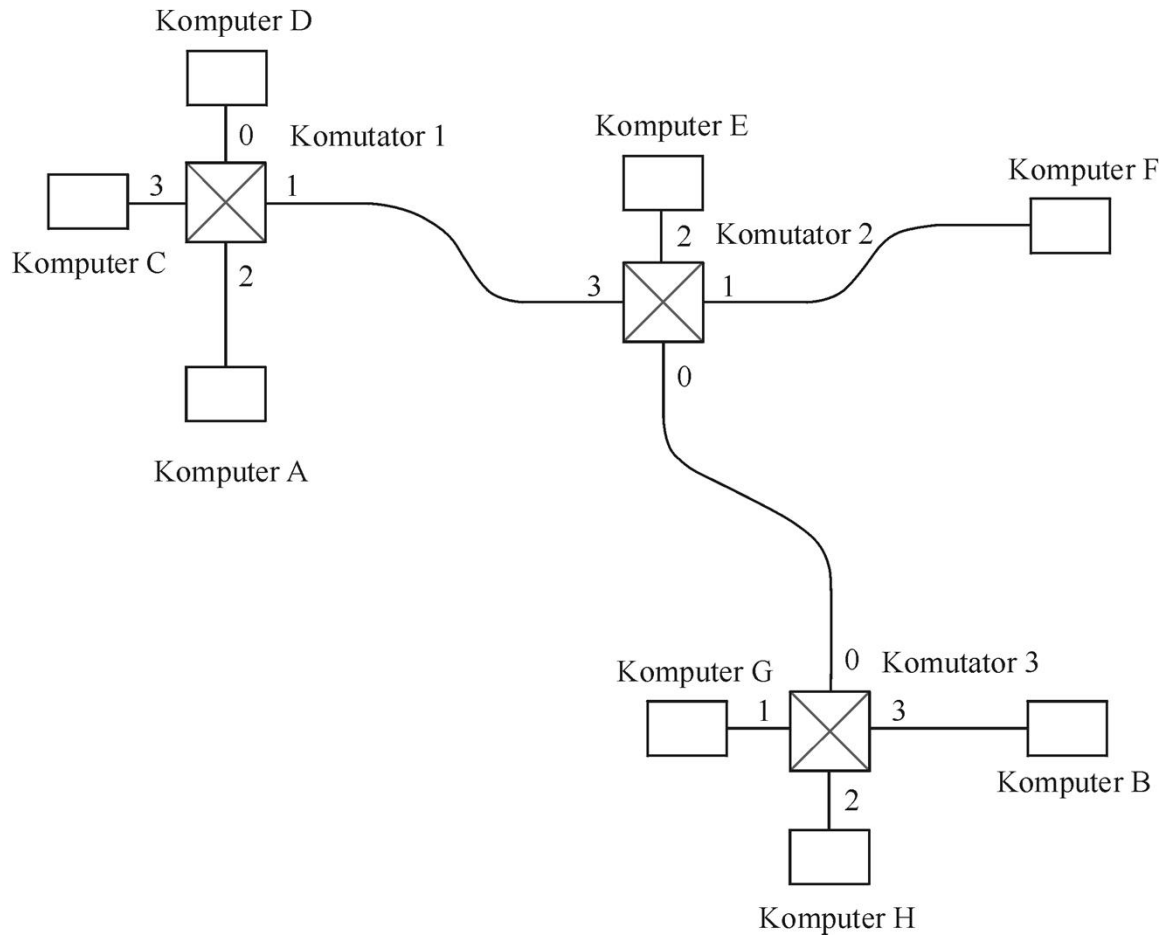 Komputer D
0
Komutator 1
3
1
Komputer C
2
Komputer A
Komputer E
2
Komutator 2
3
1
0
Komputer F
0
Komutator 3
Komputer G
1
3
Komputer B
2
Komputer H